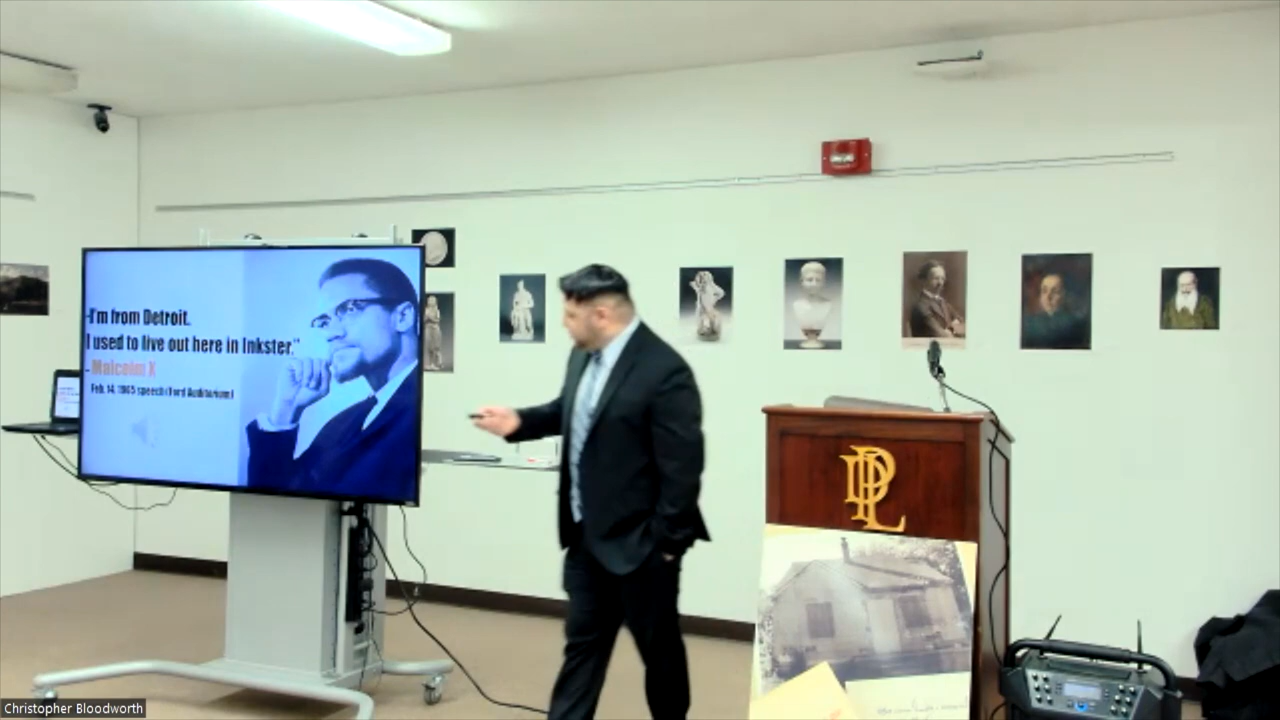 "I'm from Detroit.
I used to live out here in Inkster."
- Malcolm X
Feb. 14, 1965 speech (Ford Auditorium)
DPL
Christopher Bloodworth